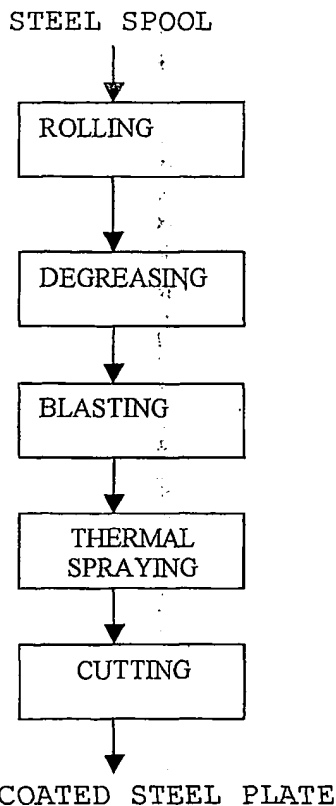 STEEL SPOOL
ROLLING
DEGREASING
BLASTING
THERMAL
SPRAYING
CUTTING
COATED STEEL PLATE